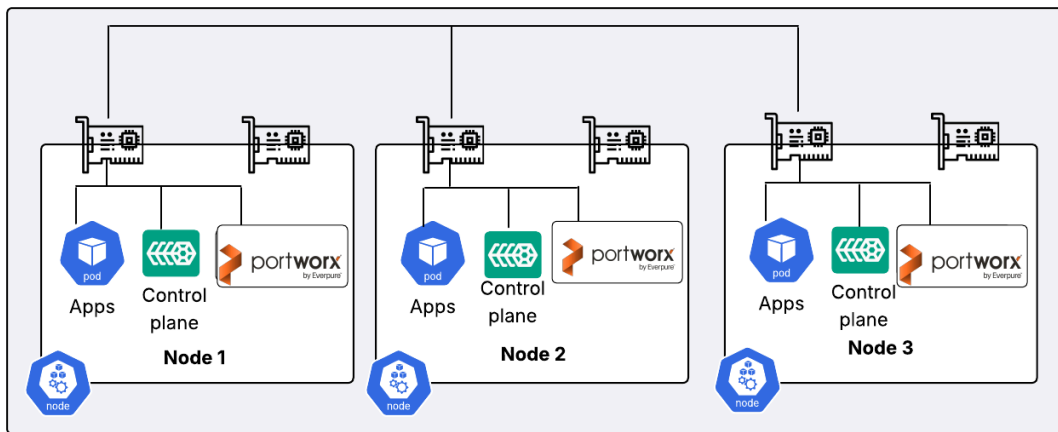 pod
Apps
Control
plane
portworx
by Everpure
Node 1
node
pod
Apps
Control
plane
portworx
by Everpure
Node 2
node
pod
Apps
Control
plane
portworx
by Everpure
Node 3
node